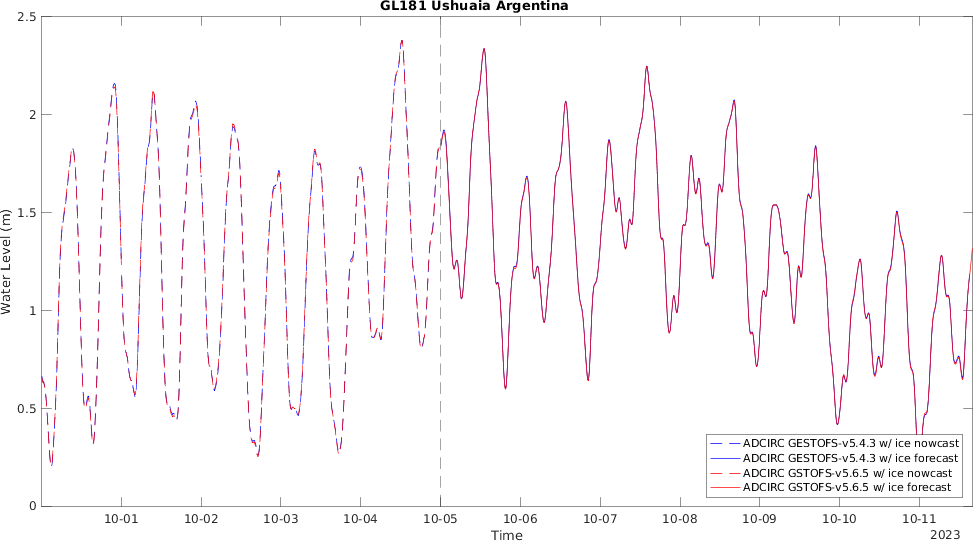 GL181 Ushuaia Argentina
2.5
2
1.5
1
0.5
0
Water Level (m)
ADCIRC GESTOFS-v5.4.3 w/ ice nowcast
ADCIRC GESTOFS-v5.4.3 w/ ice forecast
ADCIRC GSTOFS-v5.6.5 w/ ice nowcast
ADCIRC GSTOFS-v5.6.5 w/ ice forecast
10-01 10-02 10-03 10-04 10-05 10-06 10-07 10-08 10-09 10-10 10-11
Time
2023